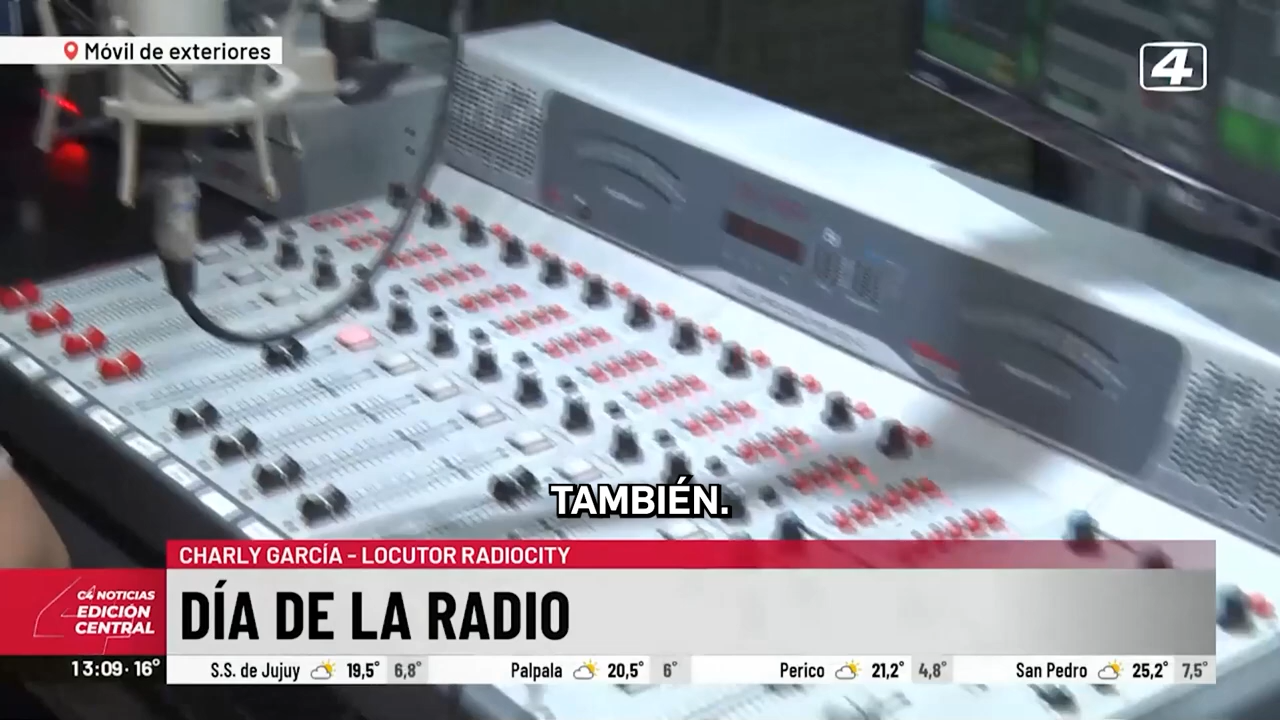 Móvil de exteriores
4
TAMBIÉN.
CHARLY GARCÍA - LOCUTOR RADIOCITY
DÍA DE LA RADIO
C4 NOTICIAS
EDICIÓN
CENTRAL
13:09· 16°
S.S. de Jujuy 19,5° 6,8° Palpala 20,5° 6° Perico 21,2° 4,8° San Pedro 25,2° 7,5°